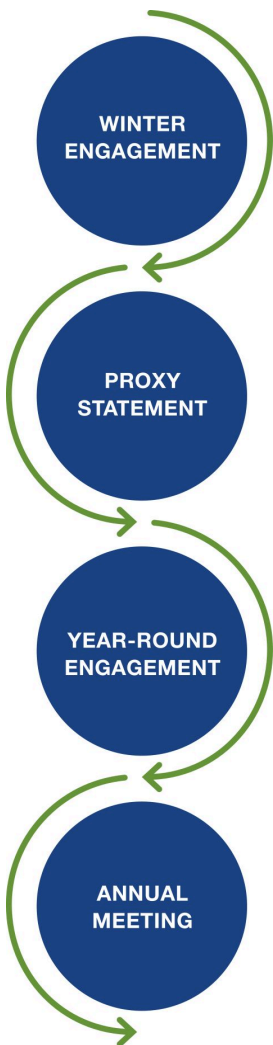 WINTER
ENGAGEMENT
PROXY
STATEMENT
YEAR-ROUND
ENGAGEMENT
ANNUAL
MEETING